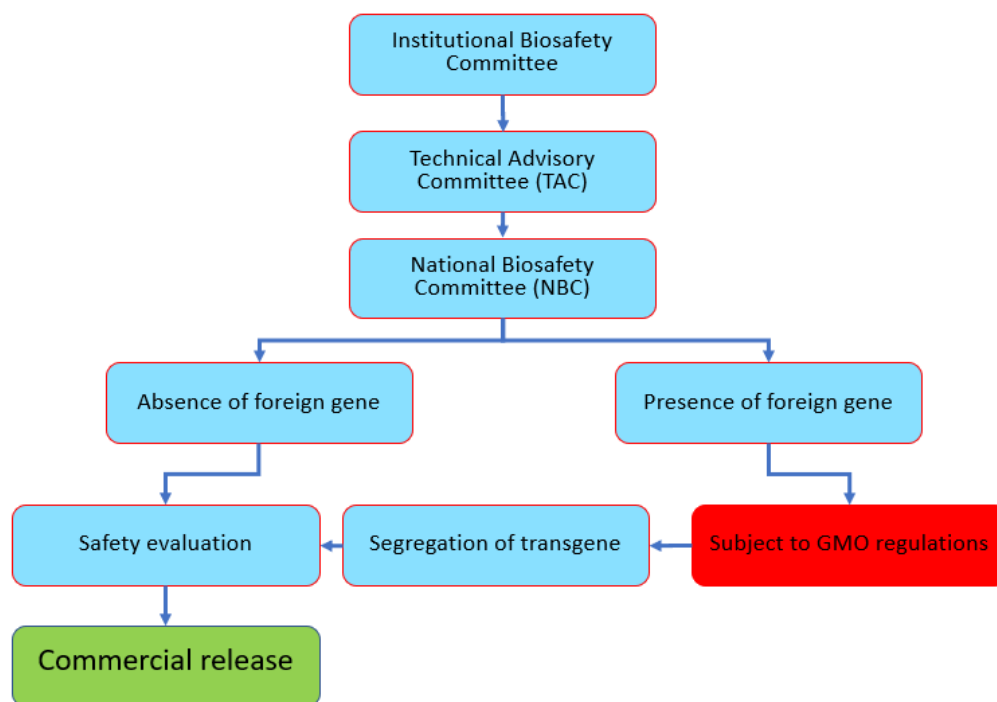 Institutional Biosafety
Committee
Technical Advisory
Committee (TAC)
National Biosafety
Committee (NBC)
Absence of foreign gene
Presence of foreign gene
Safety evaluation
Segregation of transgene
Subject to GMO regulations
Commercial release